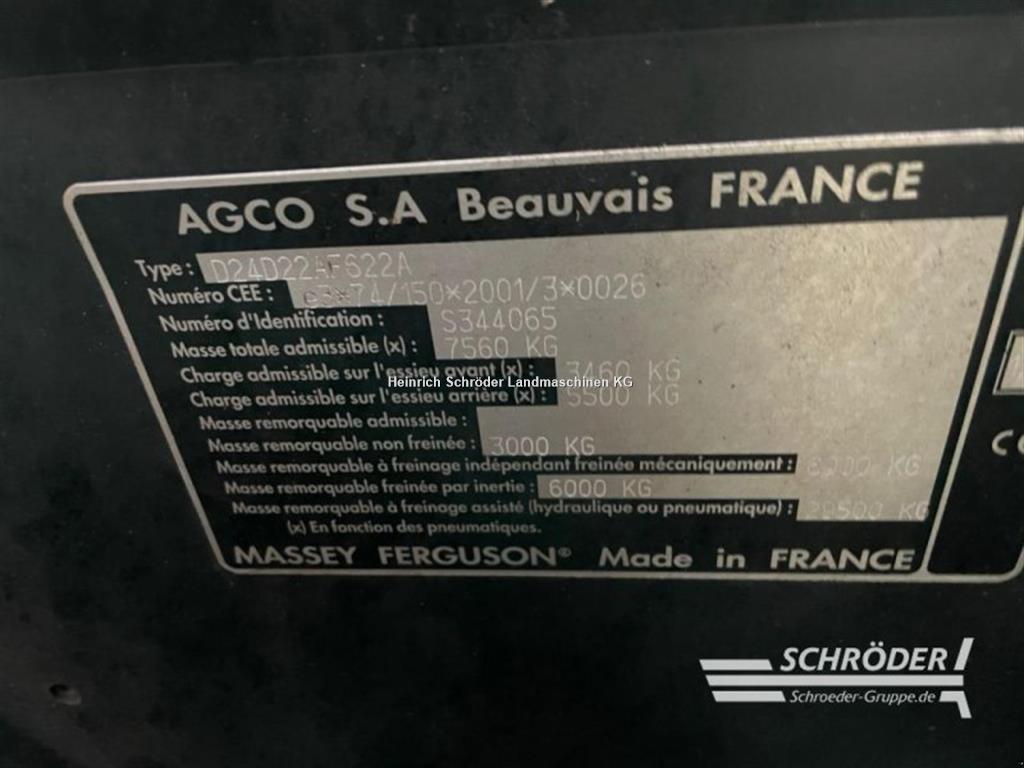 AGCO S.A Beauvais FRANCE
Type: D24D22AF622A
Numéro CEE: e3*74/150*2001/3*0026
Numéro d'Identification: S344065
Masse totale admissible (x): 7560 KG
Charge admissible sur l'essieu avant (x): 3460 KG
Heinrich Schröder Landmaschinen KG
Charge admissible sur l'essieu arrière (x): 5500 KG
Masse remorquable admissible:
Masse remorquable non freinée: 3000 KG
Masse remorquable à freinage indépendant freinée mécaniquement: KG
Masse remorquable freinée par inertie: 6000 KG
Masse remorquable à freinage assisté (hydraulique ou pneumatique): 28500 KG
(x) En fonction des pneumatiques.
MASSEY FERGUSON® Made in FRANCE
SCHRÖDER
Schroeder-Gruppe.de